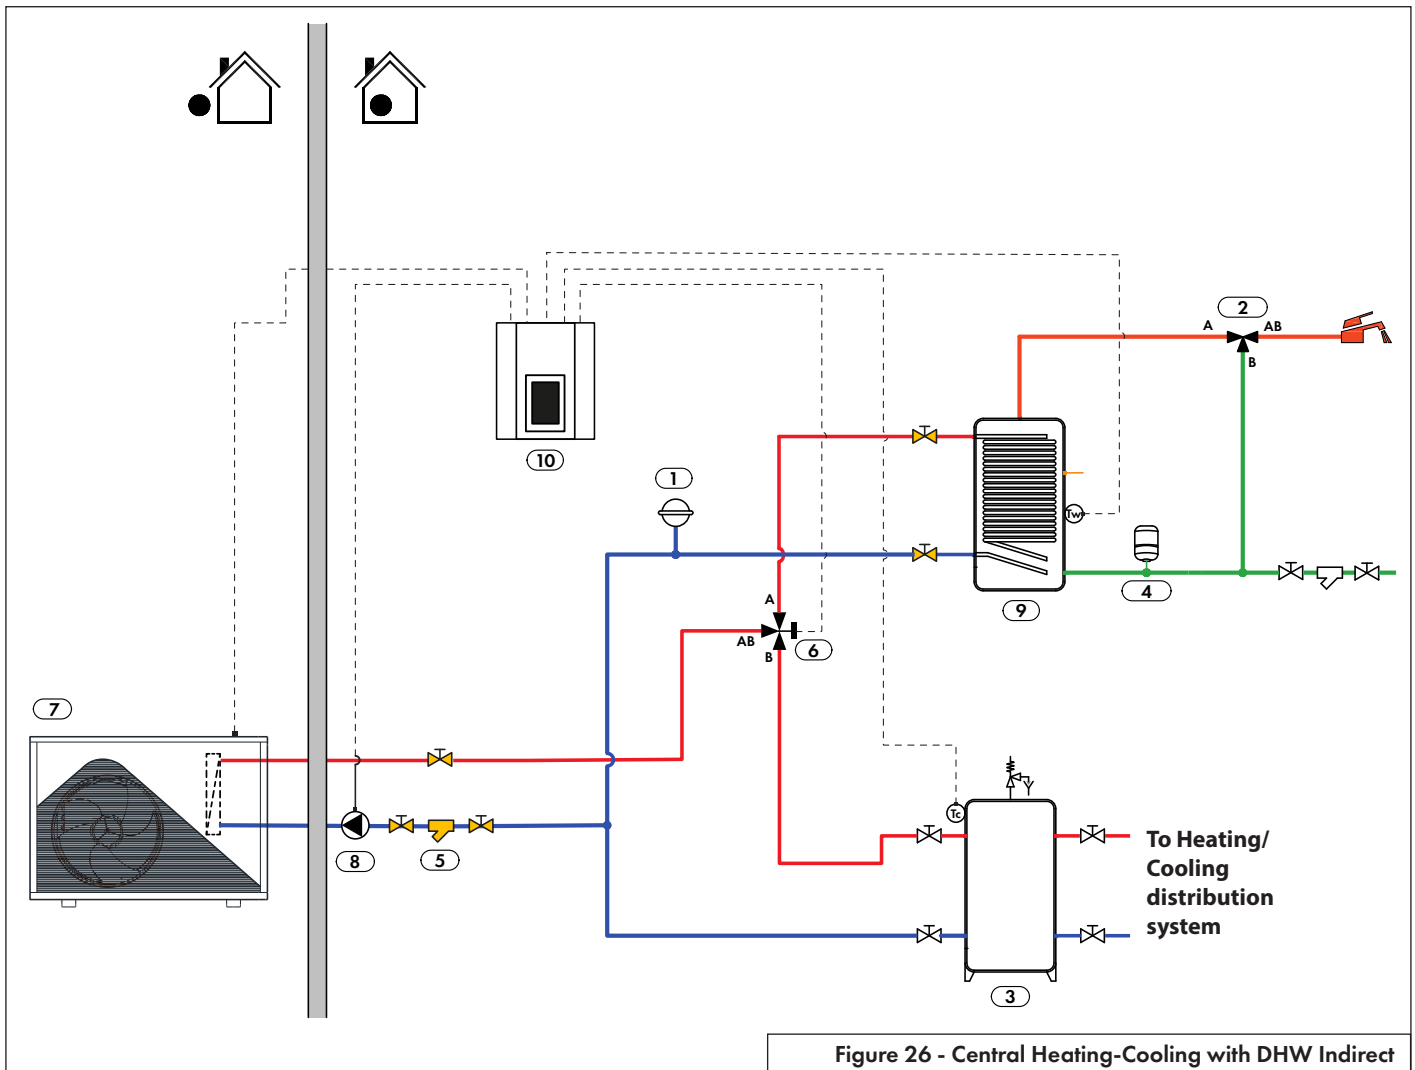 2
A
AB
B
10
1
Tw
4
9
A
AB
B
6
7
Tc
To Heating/
Cooling
distribution
system
8
5
3
Figure 26 - Central Heating-Cooling with DHW Indirect